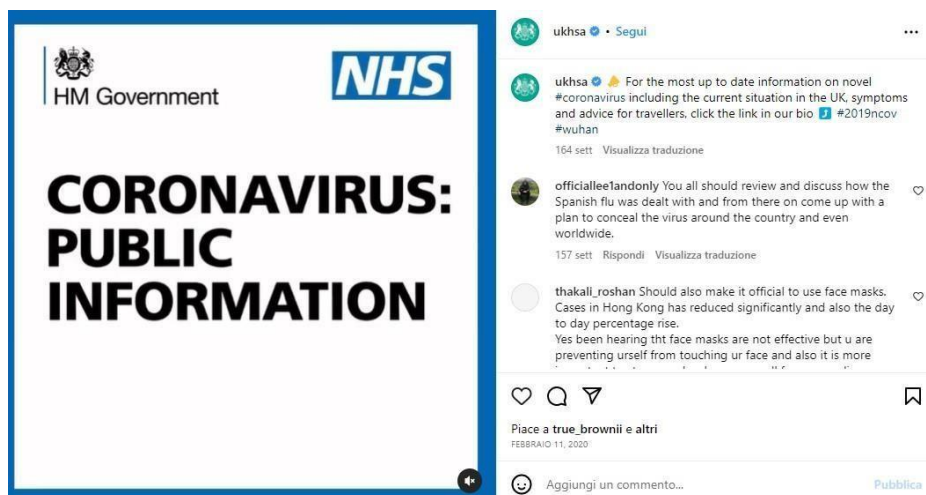 HM Government
NHS
CORONAVIRUS:
PUBLIC
INFORMATION
ukhsa • Segui
ukhsa For the most up to date information on novel
#coronavirus including the current situation in the UK, symptoms
and advice for travellers, click the link in our bio #2019ncov
#wuhan
164 sett Visualizza traduzione
officiallee1andonly You all should review and discuss how the
Spanish flu was dealt with and from there on come up with a
plan to conceal the virus around the country and even
worldwide.
157 sett Rispondi Visualizza traduzione
thakali_roshan Should also make it official to use face masks.
Cases in Hong Kong has reduced significantly and also the day
to day percentage rise.
Yes been hearing tht face masks are not effective but u are
preventing urself from touching ur face and also it is more
Piace a true_brownii e altri
FEBBRAIO 11, 2020
Aggiungi un commento...
Pubblica